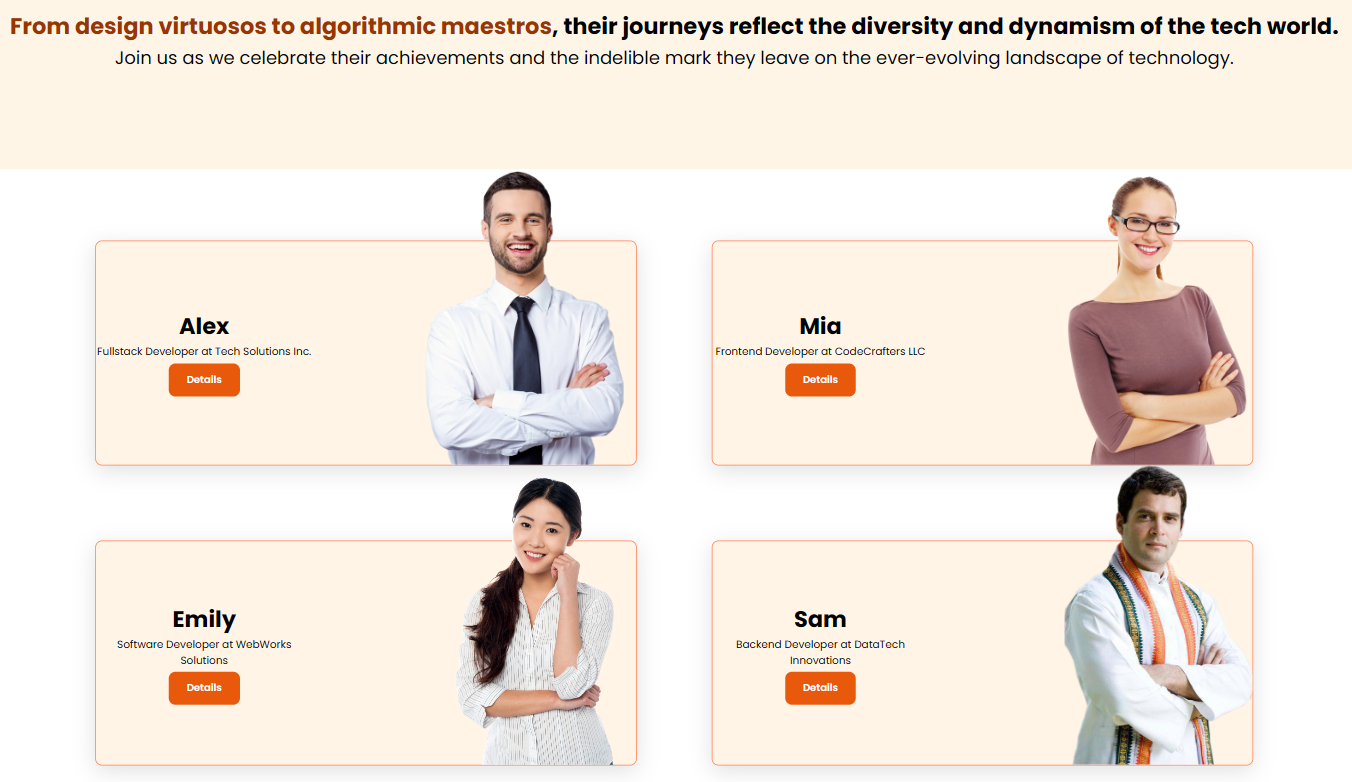 From design virtuosos to algorithmic maestros, their journeys reflect the diversity and dynamism of the tech world.
Join us as we celebrate their achievements and the indelible mark they leave on the ever-evolving landscape of technology.
Alex
Fullstack Developer at Tech Solutions Inc.
Details
Mia
Frontend Developer at CodeCrafters LLC
Details
Emily
Software Developer at WebWorks
Solutions
Details
Sam
Backend Developer at DataTech
Innovations
Details